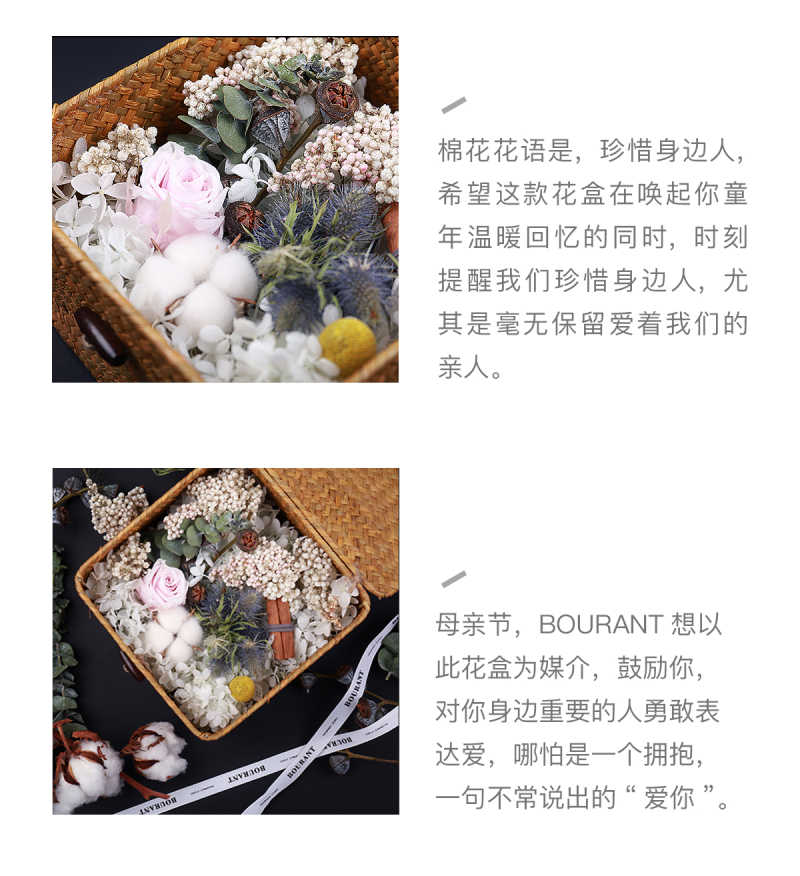 棉花花语是，珍惜身边人，
希望这款花盒在唤起你童
年温暖回忆的同时，时刻
提醒我们珍惜身边人，尤
其是毫无保留爱着我们的
亲人。
母亲节，BOURANT 想以
此花盒为媒介，鼓励你，
对你身边重要的人勇敢表
达爱，哪怕是一个拥抱，
一句不常说出的“ 爱你 ”。
BOURANT
BOURANT
BOURANT
BOURANT
BOURANT